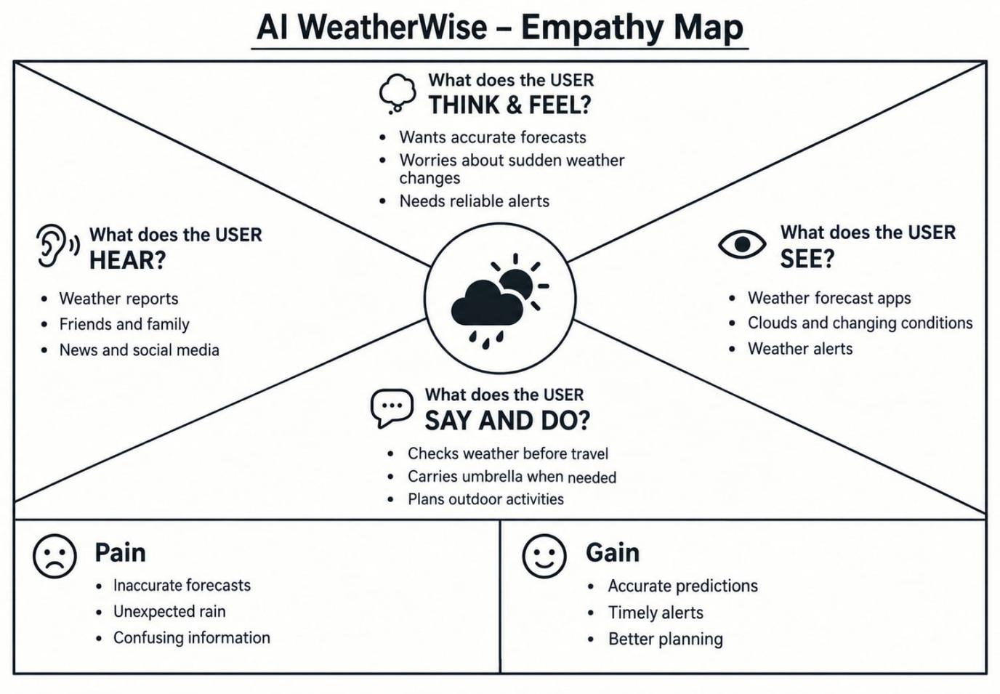 AI WeatherWise – Empathy Map
What does the USER
THINK & FEEL?
• Wants accurate forecasts
• Worries about sudden weather
changes
• Needs reliable alerts
What does the USER
HEAR?
• Weather reports
• Friends and family
• News and social media
What does the USER
SEE?
• Weather forecast apps
• Clouds and changing conditions
• Weather alerts
What does the USER
SAY AND DO?
• Checks weather before travel
• Carries umbrella when needed
• Plans outdoor activities
Pain
• Inaccurate forecasts
• Unexpected rain
• Confusing information
Gain
• Accurate predictions
• Timely alerts
• Better planning